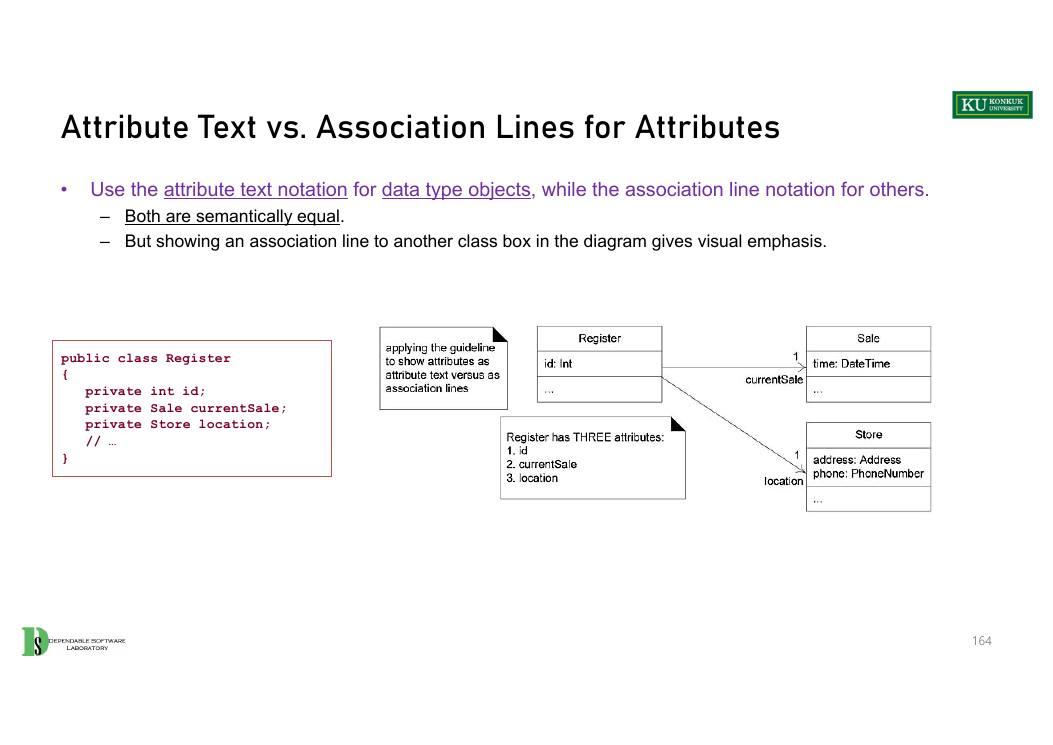 KU KONKUK
UNIVERSITY
Attribute Text vs. Association Lines for Attributes
• Use the attribute text notation for data type objects, while the association line notation for others.
– Both are semantically equal.
– But showing an association line to another class box in the diagram gives visual emphasis.
public class Register
{
private int id;
private Sale currentSale;
private Store location;
// …
}
applying the guideline
to show attributes as
attribute text versus as
association lines
Register
id: Int
...
1
currentSale
Sale
time: DateTime
...
Register has THREE attributes:
1. id
2. currentSale
3. location
1
location
Store
address: Address
phone: PhoneNumber
...
DS DEPENDABLE SOFTWARE
LABORATORY
164